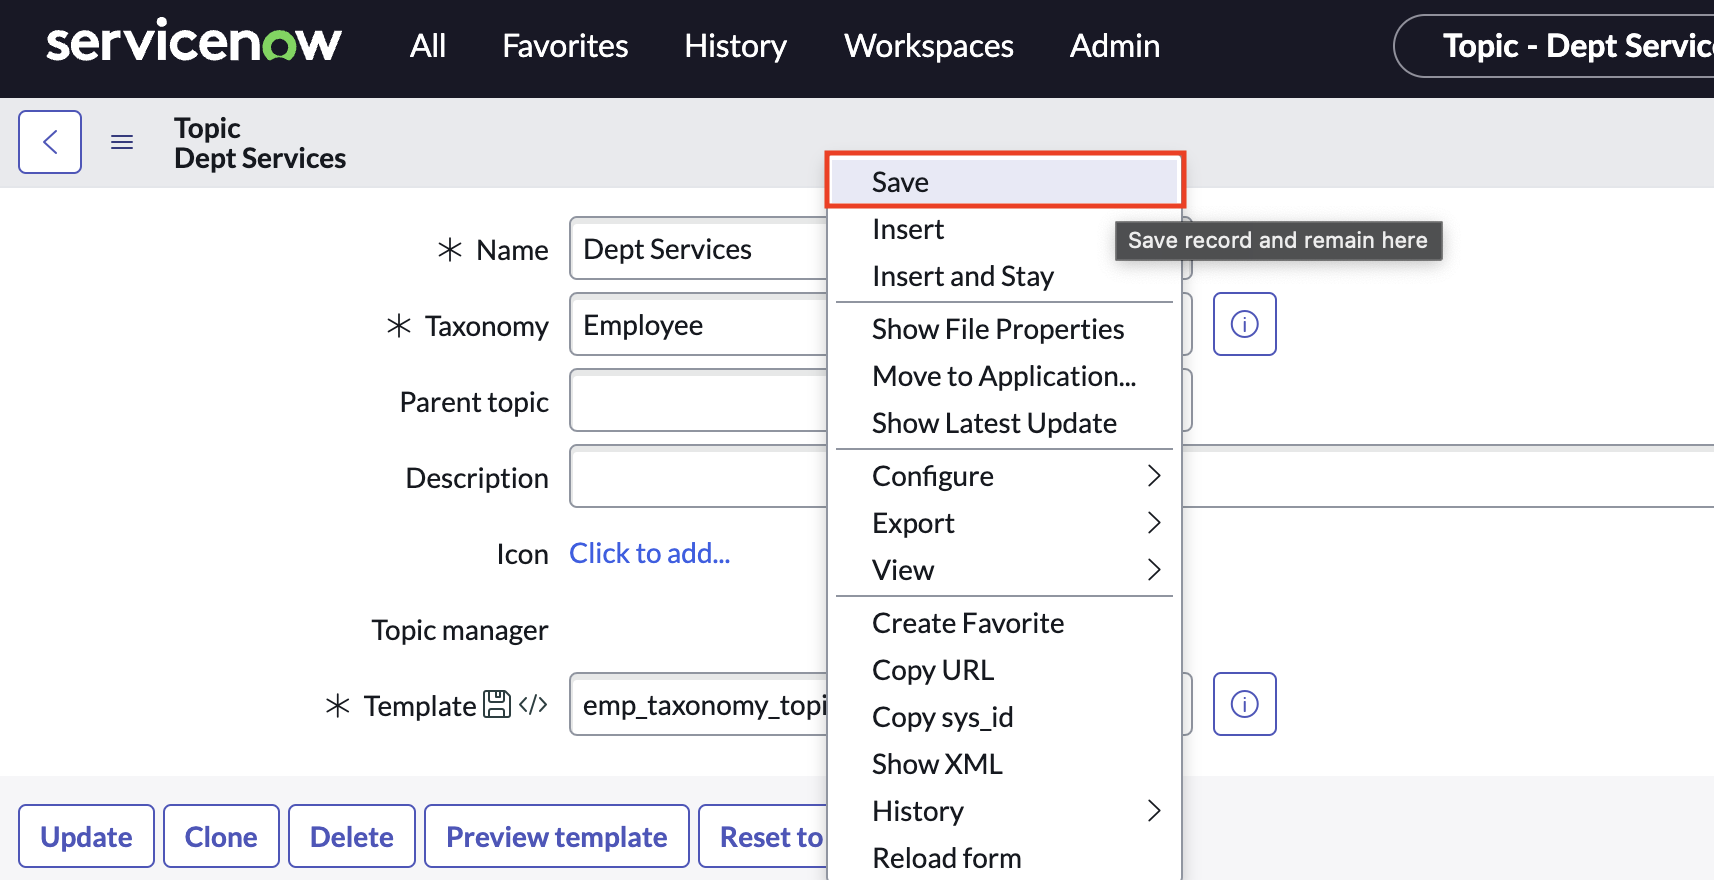 servicenow All Favorites History Workspaces Admin Topic - Dept Servic
Topic
Dept Services
Save
Insert
Save record and remain here
Insert and Stay
Name Dept Services
Taxonomy Employee
Show File Properties
Move to Application...
Parent topic
Show Latest Update
Description
Configure
Export
Icon Click to add...
View
Create Favorite
Topic manager
Copy URL
Template </> emp_taxonomy_topi
Copy sys_id
Show XML
History
Reload form
Update Clone Delete Preview template Reset to